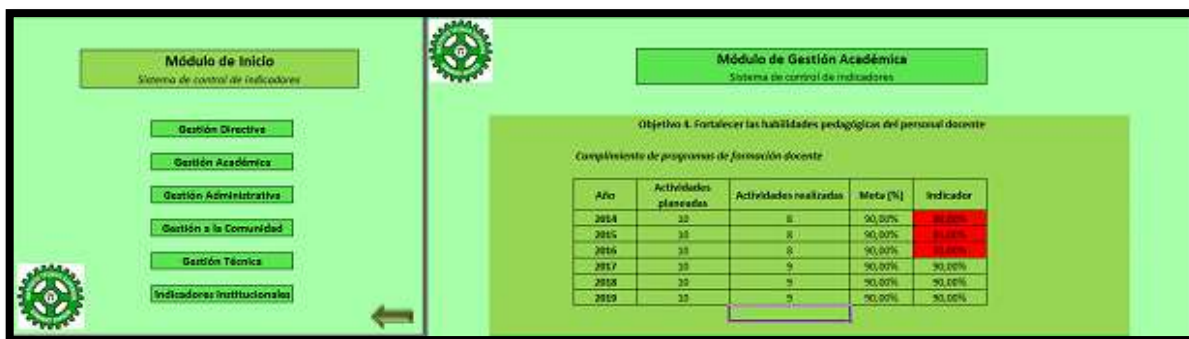 Módulo de Inicio
Sistema de control de indicadores
Gestión Directiva
Gestión Académica
Gestión Administrativa
Gestión a la Comunidad
Gestión Técnica
Indicadores Institucionales
Módulo de Gestión Académica
Sistema de control de indicadores
Objetivo 4. Fortalecer las habilidades pedagógicas del personal docente
Cumplimiento de programas de formación docente
Año Actividades planeadas Actividades realizadas Meta [%] Indicador
2014 10 8 90,00%
2015 10 8 90,00%
2016 10 8 90,00%
2017 10 9 90,00% 90,00%
2018 10 9 90,00% 90,00%
2019 10 9 90,00% 90,00%